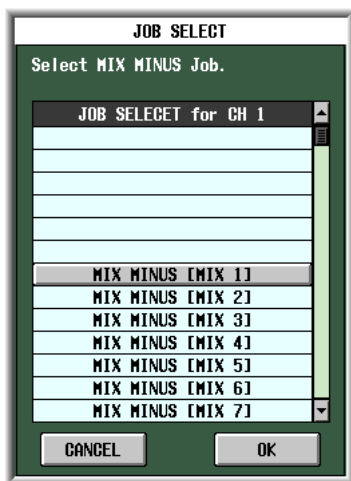 JOB SELECT
Select MIX MINUS Job.
JOB SELECET for CH 1
MIX MINUS [MIX 1]
MIX MINUS [MIX 2]
MIX MINUS [MIX 3]
MIX MINUS [MIX 4]
MIX MINUS [MIX 5]
MIX MINUS [MIX 6]
MIX MINUS [MIX 7]
CANCEL OK